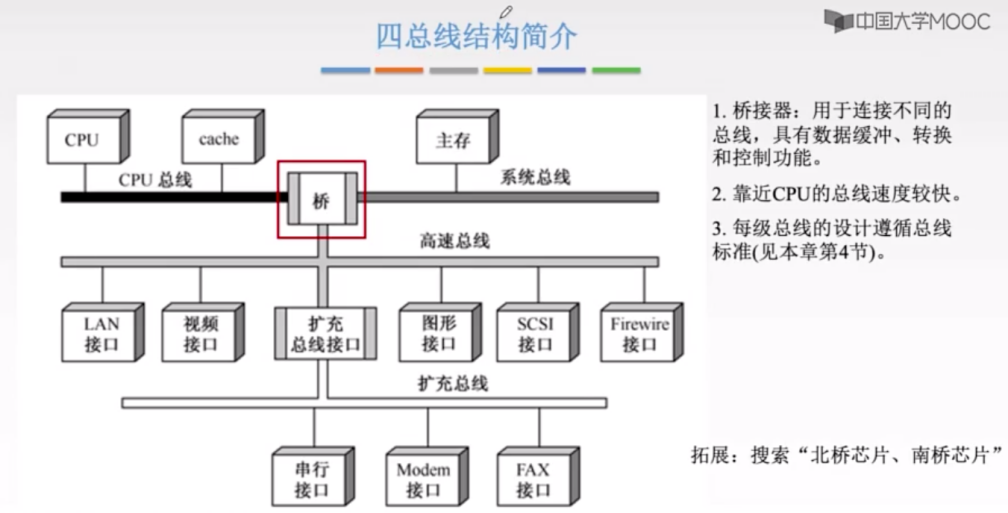 四总线结构简介
中国大学MOOC
CPU
cache
主存
CPU 总线
桥
系统总线
高速总线
LAN
接口
视频
接口
扩充
总线接口
图形
接口
SCSI
接口
Firewire
接口
扩充总线
串行
接口
Modem
接口
FAX
接口
1. 桥接器：用于连接不同的
总线，具有数据缓冲、转换
和控制功能。
2. 靠近CPU的总线速度较快。
3. 每级总线的设计遵循总线
标准(见本章第4节)。
拓展：搜索“北桥芯片、南桥芯片”